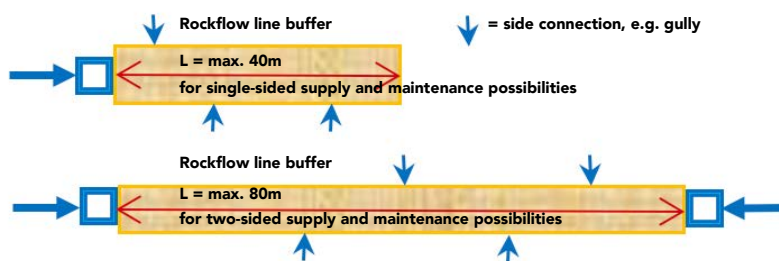 Rockflow line buffer
= side connection, e.g. gully
L = max. 40m
for single-sided supply and maintenance possibilities
Rockflow line buffer
L = max. 80m
for two-sided supply and maintenance possibilities